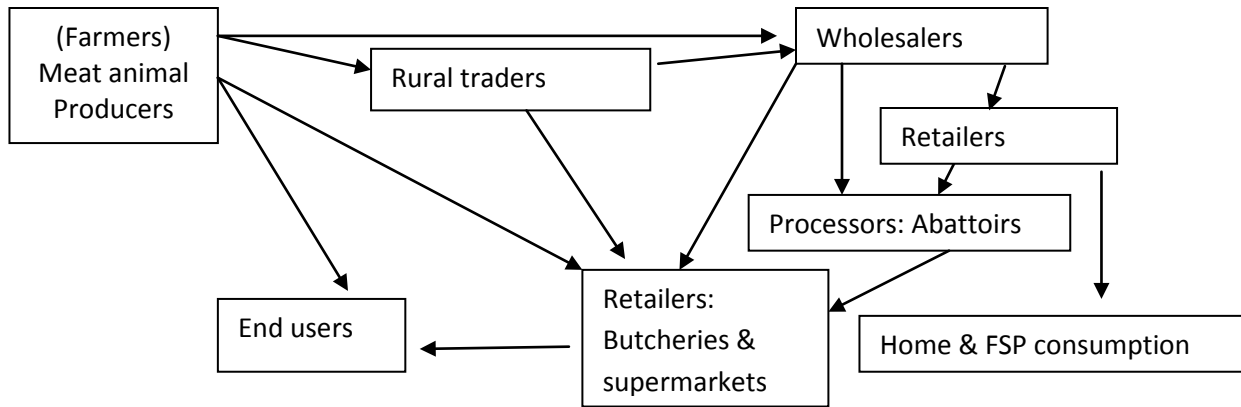 (Farmers)
Meat animal
Producers
Rural traders
Wholesalers
Retailers
Processors: Abattoirs
End users
Retailers:
Butcheries &
supermarkets
Home & FSP consumption